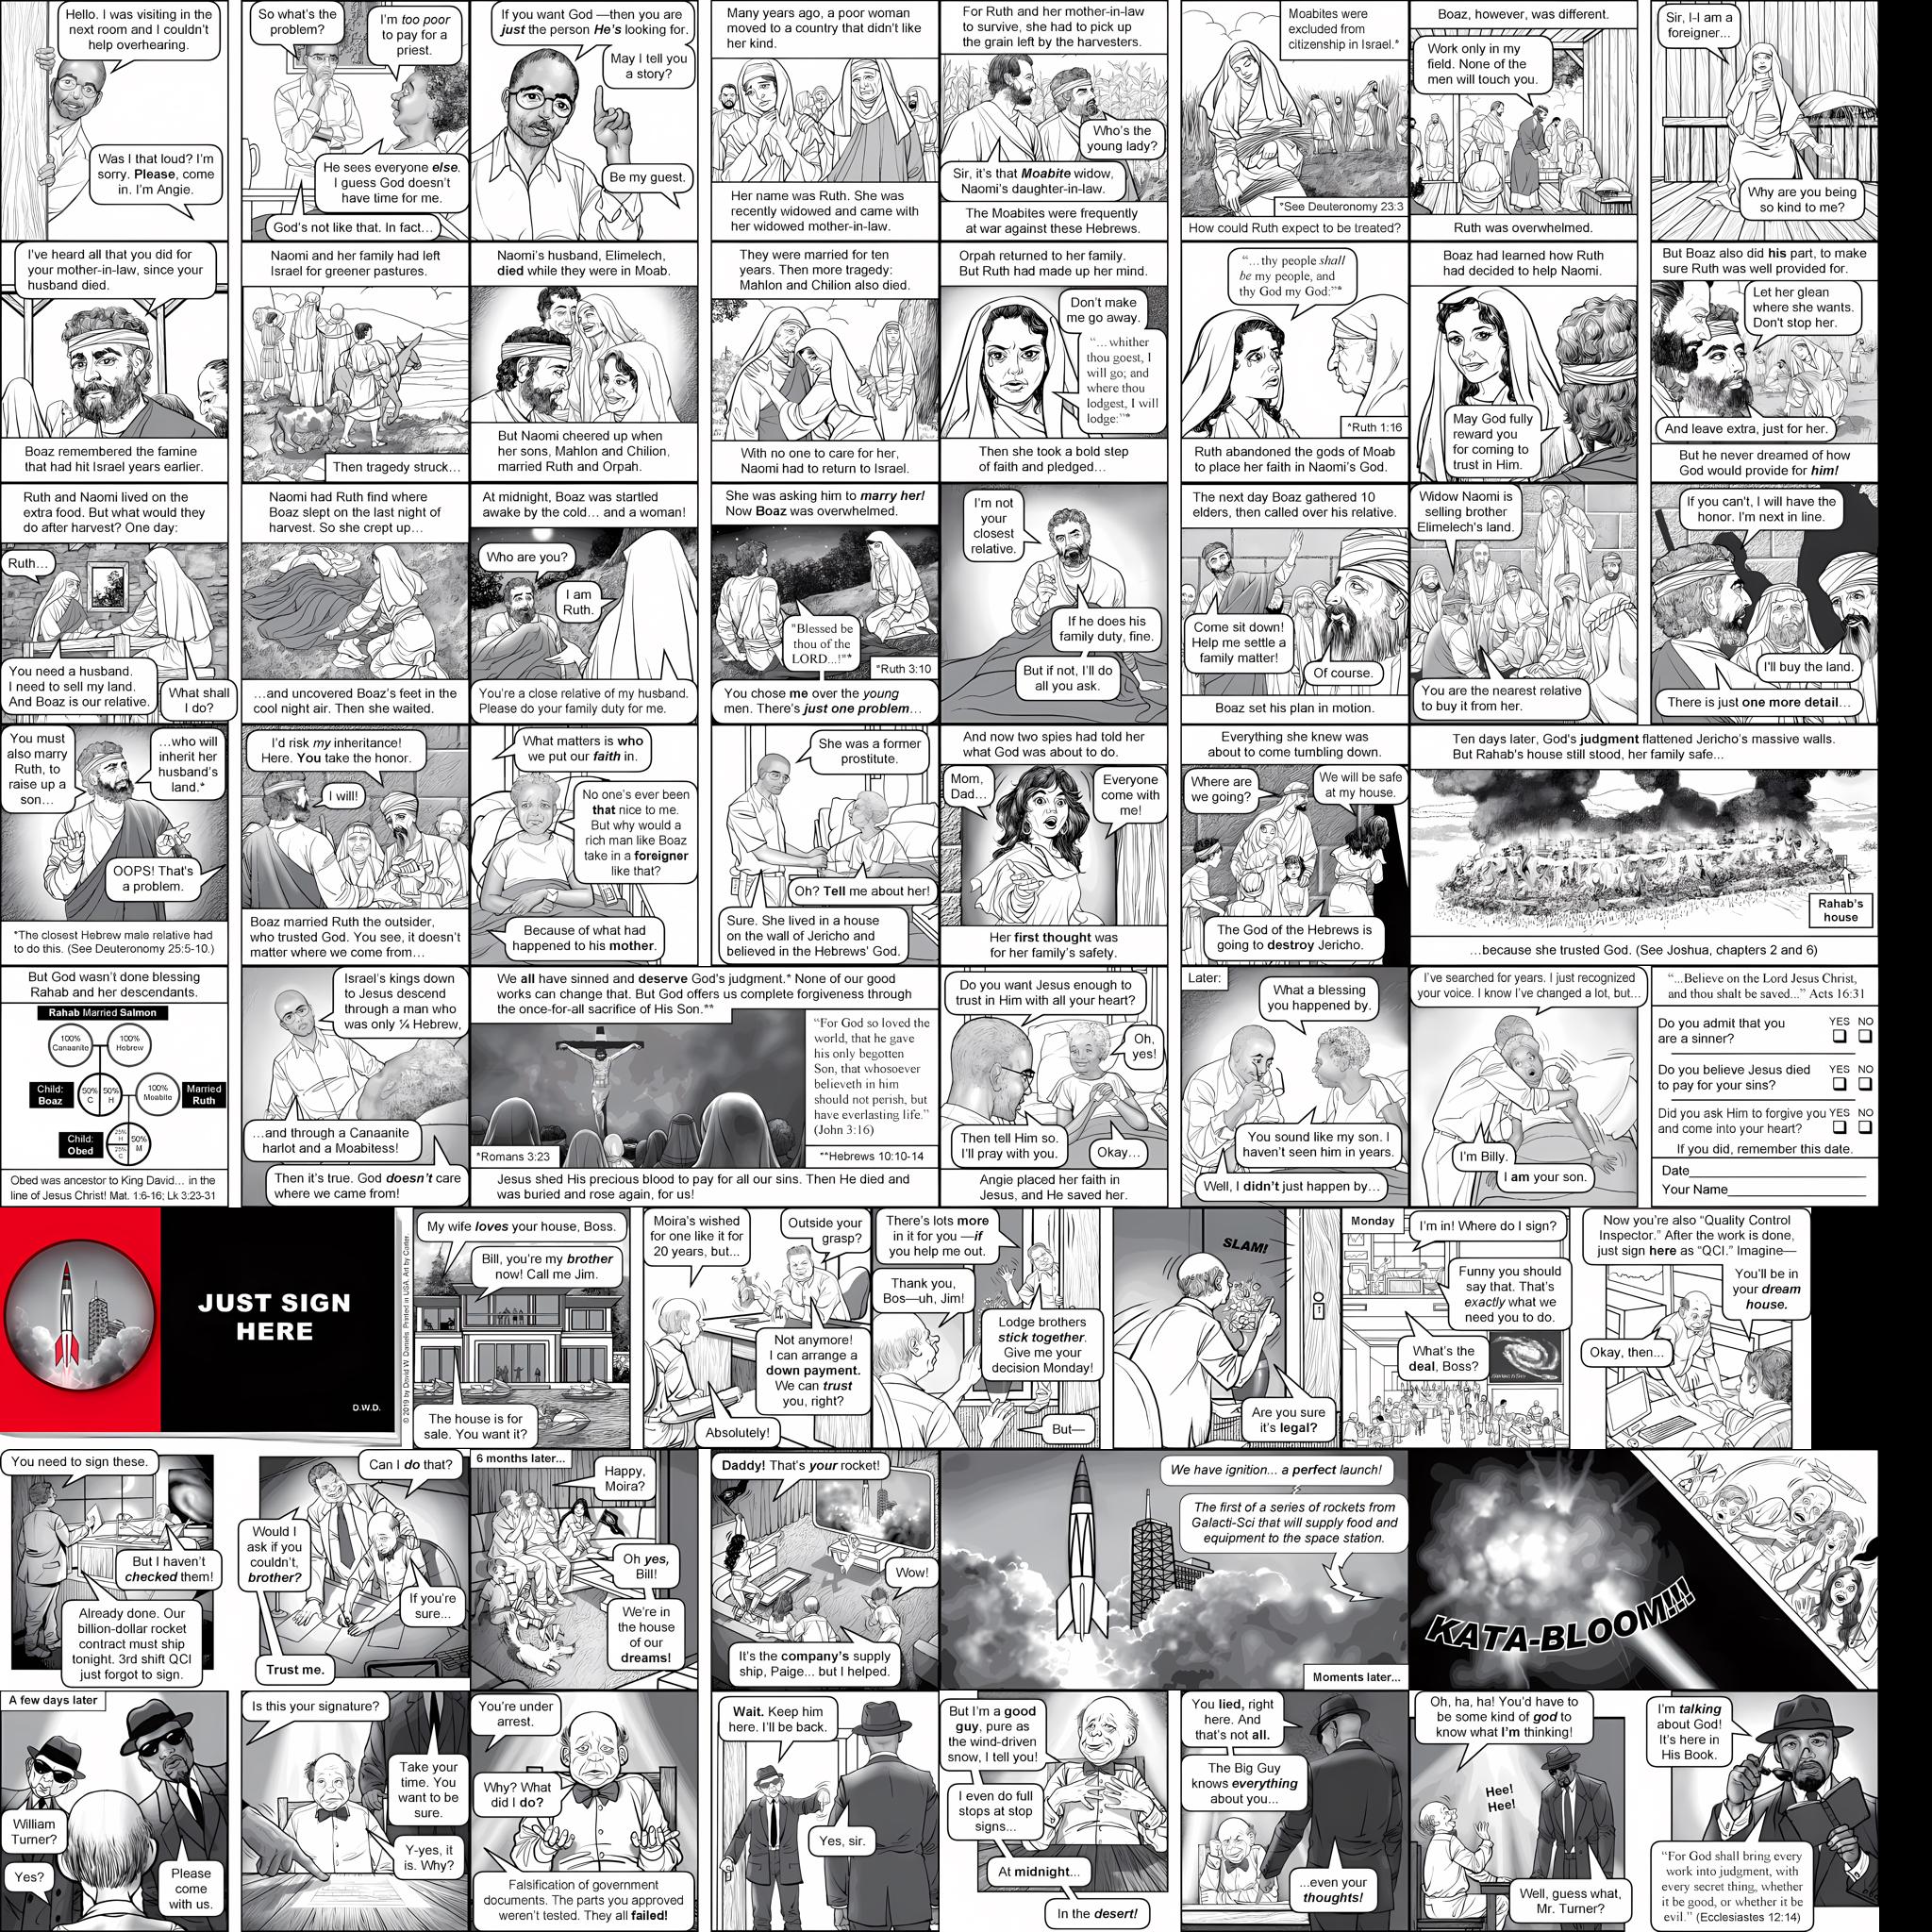 Hello. I was visiting in the
next room and I couldn't
help overhearing.
Was I that loud? I'm
sorry. Please, come
in. I'm Angie.
So what's the
problem?
I'm too poor
to pay for a
priest.
He sees everyone else.
I guess God doesn't
have time for me.
God's not like that. In fact…
If you want God —then you are
just the person He's looking for.
May I tell you
a story?
Be my guest.
Many years ago, a poor woman
moved to a country that didn't like
her kind.
Her name was Ruth. She was
recently widowed and came with
her widowed mother-in-law.
For Ruth and her mother-in-law
to survive, she had to pick up
the grain left by the harvesters.
Who's the
young lady?
Sir, it's that Moabite widow,
Naomi's daughter-in-law.
The Moabites were frequently
at war against these Hebrews.
Moabites were
excluded from
citizenship in Israel.*
*See Deuteronomy 23:3
How could Ruth expect to be treated?
Boaz, however, was different.
Work only in my
field. None of the
men will touch you.
Ruth was overwhelmed.
Sir, I-I am a
foreigner…
Why are you being
so kind to me?
I've heard all that you did for
your mother-in-law, since your
husband died.
Boaz remembered the famine
that had hit Israel years earlier.
Naomi and her family had left
Israel for greener pastures.
Then tragedy struck…
Naomi's husband, Elimelech,
died while they were in Moab.
But Naomi cheered up when
her sons, Mahlon and Chilion,
married Ruth and Orpah.
They were married for ten
years. Then more tragedy:
Mahlon and Chilion also died.
With no one to care for her,
Naomi had to return to Israel.
Orpah returned to her family.
But Ruth had made up her mind.
Don't make
me go away.
“…whither
thou goest, I
will go; and
where thou
lodgest, I will
lodge:”*
Then she took a bold step
of faith and pledged…
“…thy people shall
be my people, and
thy God my God:”*
*Ruth 1:16
Ruth abandoned the gods of Moab
to place her faith in Naomi's God.
Boaz had learned how Ruth
had decided to help Naomi.
May God fully
reward you
for coming to
trust in Him.
But Boaz also did his part, to make
sure Ruth was well provided for.
Let her glean
where she wants.
Don't stop her.
And leave extra, just for her.
But he never dreamed of how
God would provide for him!
Ruth and Naomi lived on the
extra food. But what would they
do after harvest? One day:
Ruth…
You need a husband.
I need to sell my land.
And Boaz is our relative.
What shall
I do?
Naomi had Ruth find where
Boaz slept on the last night of
harvest. So she crept up…
…and uncovered Boaz's feet in the
cool night air. Then she waited.
At midnight, Boaz was startled
awake by the cold… and a woman!
Who are you?
I am
Ruth.
You're a close relative of my husband.
Please do your family duty for me.
She was asking him to marry her!
Now Boaz was overwhelmed.
"Blessed be
thou of the
LORD…!"*
*Ruth 3:10
You chose me over the young
men. There's just one problem…
I'm not
your
closest
relative.
If he does his
family duty, fine.
But if not, I'll do
all you ask.
The next day Boaz gathered 10
elders, then called over his relative.
Come sit down!
Help me settle a
family matter!
Of course.
Boaz set his plan in motion.
Widow Naomi is
selling brother
Elimelech's land.
You are the nearest relative
to buy it from her.
If you can't, I will have the
honor. I'm next in line.
I'll buy the land.
There is just one more detail…
You must
also marry
Ruth, to
raise up a
son…
…who will
inherit her
husband's
land.*
OOPS! That's
a problem.
*The closest Hebrew male relative had
to do this. (See Deuteronomy 25:5-10.)
I'd risk my inheritance!
Here. You take the honor.
I will!
Boaz married Ruth the outsider,
who trusted God. You see, it doesn't
matter where we come from…
What matters is who
we put our faith in.
No one's ever been
that nice to me.
But why would a
rich man like Boaz
take in a foreigner
like that?
Because of what had
happened to his mother.
She was a former
prostitute.
Oh? Tell me about her!
Sure. She lived in a house
on the wall of Jericho and
believed in the Hebrews' God.
And now two spies had told her
what God was about to do.
Mom,
Dad…
Everyone
come with
me!
Her first thought was
for her family's safety.
Everything she knew was
about to come tumbling down.
Where are
we going?
We will be safe
at my house.
The God of the Hebrews is
going to destroy Jericho.
Ten days later, God's judgment flattened Jericho's massive walls.
But Rahab's house still stood, her family safe…
Rahab's
house
…because she trusted God. (See Joshua, chapters 2 and 6)
But God wasn't done blessing
Rahab and her descendants.
Rahab Married Salmon
100%
Canaanite
100%
Hebrew
Child:
Boaz
50%
C
50%
H
100%
Moabite
Married
Ruth
Child:
Obed
25%
H
25%
C
50%
M
Obed was ancestor to King David… in the
line of Jesus Christ! Mat. 1:6-16; Lk 3:23-31
Israel's kings down
to Jesus descend
through a man who
was only ¼ Hebrew,
…and through a Canaanite
harlot and a Moabitess!
Then it's true. God doesn't care
where we came from!
We all have sinned and deserve God's judgment.* None of our good
works can change that. But God offers us complete forgiveness through
the once-for-all sacrifice of His Son.**
“For God so loved the
world, that he gave
his only begotten
Son, that whosoever
believeth in him
should not perish, but
have everlasting life.”
(John 3:16)
*Romans 3:23
**Hebrews 10:10-14
Jesus shed His precious blood to pay for all our sins. Then He died and
was buried and rose again, for us!
Do you want Jesus enough to
trust in Him with all your heart?
Oh,
yes!
Then tell Him so.
I'll pray with you.
Okay…
Angie placed her faith in
Jesus, and He saved her.
Later:
What a blessing
you happened by.
You sound like my son. I
haven't seen him in years.
Well, I didn't just happen by…
I've searched for years. I just recognized
your voice. I know I've changed a lot, but…
I'm Billy.
I am your son.
“…Believe on the Lord Jesus Christ,
and thou shalt be saved…” Acts 16:31
Do you admit that you
are a sinner?
YES NO
Do you believe Jesus died
to pay for your sins?
YES NO
Did you ask Him to forgive you
and come into your heart?
YES NO
If you did, remember this date.
Date
Your Name
JUST SIGN
HERE
D.W.D.
© 2019 by David W. Daniels. Printed in USA. Art by Carter.
My wife loves your house, Boss.
Bill, you're my brother
now! Call me Jim.
The house is for
sale. You want it?
Moira's wished
for one like it for
20 years, but…
Outside your
grasp?
Not anymore!
I can arrange a
down payment.
We can trust
you, right?
Absolutely!
There's lots more
in it for you —if
you help me out.
Thank you,
Bos—uh, Jim!
Lodge brothers
stick together.
Give me your
decision Monday!
But—
SLAM!
Are you sure
it's legal?
Monday
I'm in! Where do I sign?
Funny you should
say that. That's
exactly what we
need you to do.
What's the
deal, Boss?
Now you're also “Quality Control
Inspector.” After the work is done,
just sign here as “QCI.” Imagine—
You'll be in
your dream
house.
Okay, then…
You need to sign these.
But I haven't
checked them!
Already done. Our
billion-dollar rocket
contract must ship
tonight. 3rd shift QCI
just forgot to sign.
Can I do that?
Would I
ask if you
couldn't,
brother?
If you're
sure…
Trust me.
6 months later…
Happy,
Moira?
Oh yes,
Bill!
We're in
the house
of our
dreams!
Daddy! That's your rocket!
Wow!
It's the company's supply
ship, Paige… but I helped.
We have ignition… a perfect launch!
The first of a series of rockets from
Galacti-Sci that will supply food and
equipment to the space station.
Moments later…
KATA-BLOOM!!!
A few days later
William
Turner?
Yes?
Please
come
with us.
Is this your signature?
Take your
time. You
want to be
sure.
Y-yes, it
is. Why?
You're under
arrest.
Why? What
did I do?
Falsification of government
documents. The parts you approved
weren't tested. They all failed!
Wait. Keep him
here. I'll be back.
Yes, sir.
But I'm a good
guy, pure as
the wind-driven
snow, I tell you!
I even do full
stops at stop
signs…
At midnight…
In the desert!
You lied, right
here. And
that's not all.
The Big Guy
knows everything
about you…
…even your
thoughts!
Oh, ha, ha! You'd have to
be some kind of god to
know what I'm thinking!
Hee!
Hee!
Well, guess what,
Mr. Turner?
I'm talking
about God!
It's here in
His Book.
“For God shall bring every
work into judgment, with
every secret thing, whether
it be good, or whether it be
evil.” (Ecclesiastes 12:14)